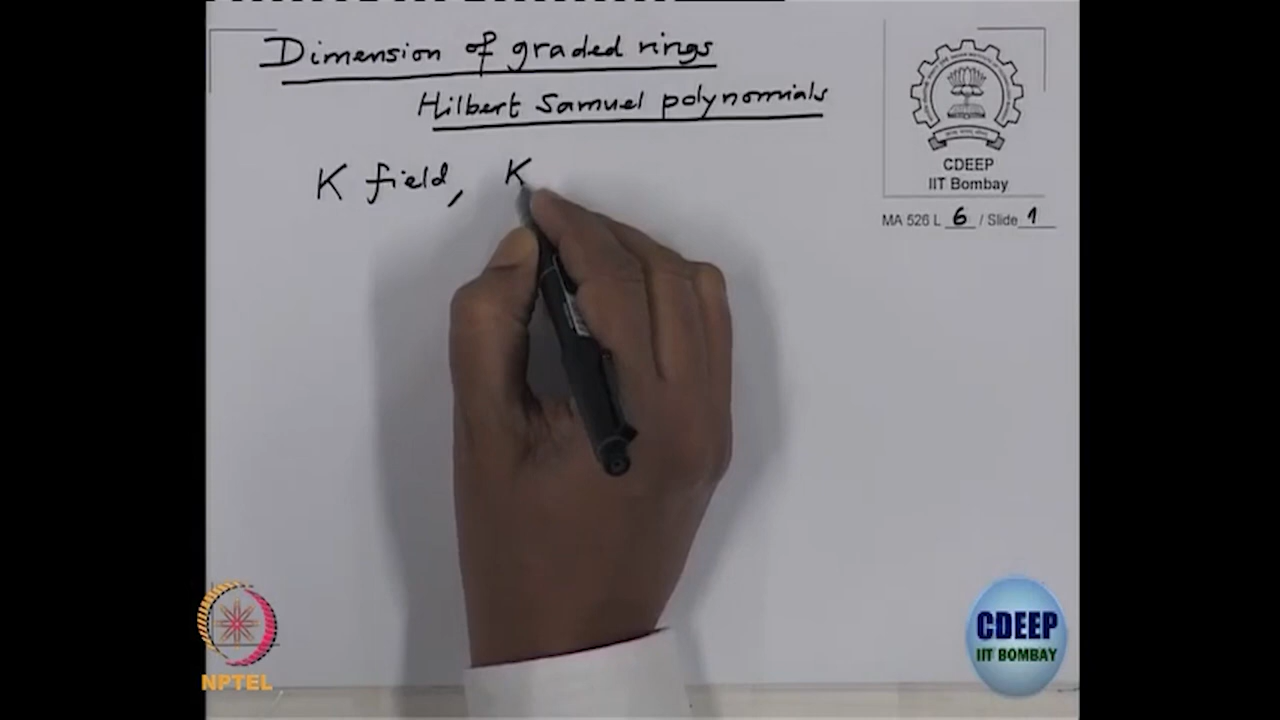 Dimension of graded rings
Hilbert Samuel polynomials
K field, K
CDEEP
IIT Bombay
MA 526 L 6 / Slide 1
NPTEL
CDEEP
IIT BOMBAY